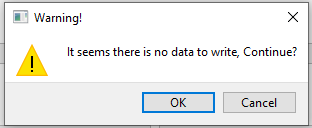 Warning!
It seems there is no data to write, Continue?
OK
Cancel